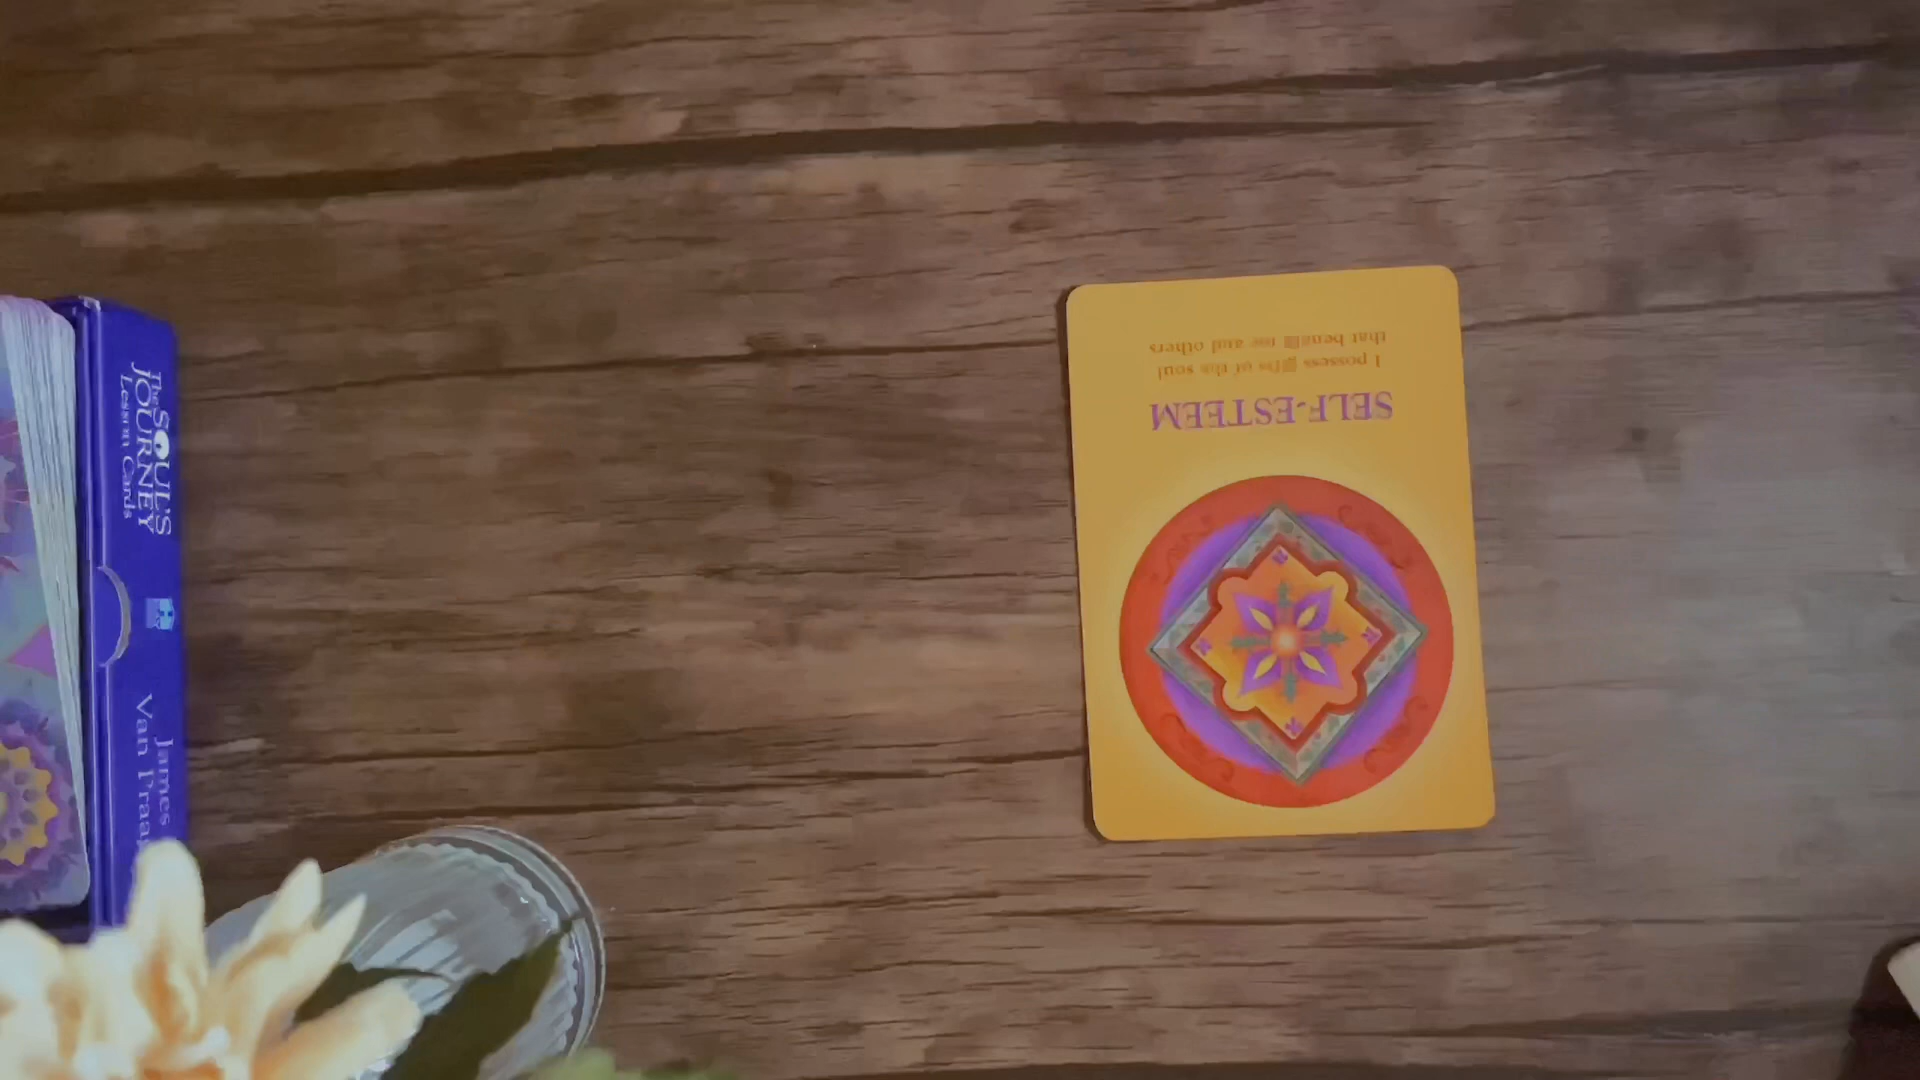 The SOUL'S
JOURNEY
Lesson Cards
James
Van Praa
SELF-ESTEEM
I possess gifts of the soul
that benefit me and others